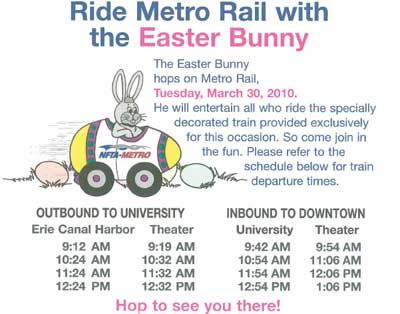 Ride Metro Rail with
the Easter Bunny
The Easter Bunny
hops on Metro Rail,
Tuesday, March 30, 2010.
He will entertain all who ride the specially
decorated train provided exclusively
for this occasion. So come join in
the fun. Please refer to the
schedule below for train
departure times.
NFTA-METRO
OUTBOUND TO UNIVERSITY
Erie Canal Harbor Theater
9:12 AM 9:19 AM
10:24 AM 10:32 AM
11:24 AM 11:32 AM
12:24 PM 12:32 PM
INBOUND TO DOWNTOWN
University Theater
9:42 AM 9:54 AM
10:54 AM 11:06 AM
11:54 AM 12:06 PM
12:54 PM 1:06 PM
Hop to see you there!